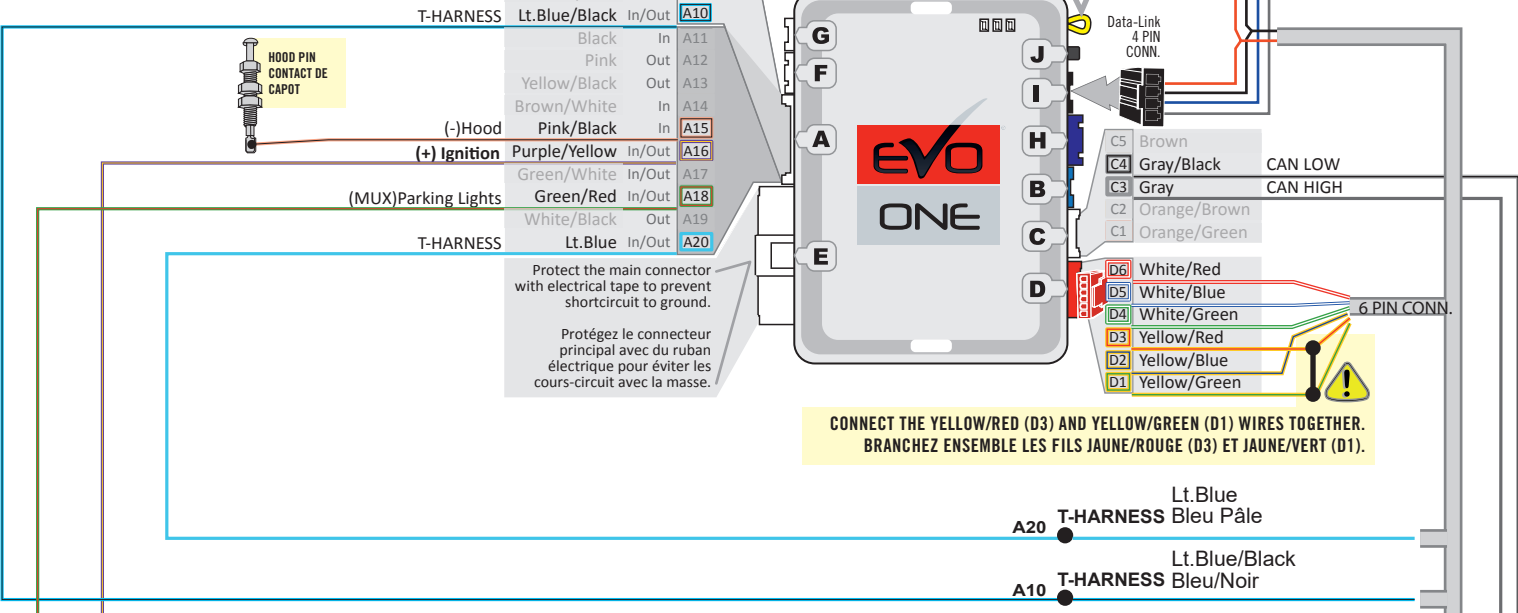 T-HARNESS Lt.Blue/Black In/Out A10
Black In A11
Pink Out A12
Yellow/Black Out A13
Brown/White In A14
(-)Hood Pink/Black In A15
(+) Ignition Purple/Yellow In/Out A16
Green/White In/Out A17
(MUX)Parking Lights Green/Red In/Out A18
White/Black Out A19
T-HARNESS Lt.Blue In/Out A20
HOOD PIN
CONTACT DE
CAPOT
Protect the main connector
with electrical tape to prevent
shortcircuit to ground.
Protégez le connecteur
principal avec du ruban
électrique pour éviter les
cours-circuit avec la masse.
G
F
A
E
EVO
ONE
J
I
H
B
C
D
Data-Link
4 PIN
CONN.
C5 Brown
C4 Gray/Black CAN LOW
C3 Gray CAN HIGH
C2 Orange/Brown
C1 Orange/Green
D6 White/Red
D5 White/Blue
D4 White/Green
D3 Yellow/Red
D2 Yellow/Blue
D1 Yellow/Green
6 PIN CONN.
!
CONNECT THE YELLOW/RED (D3) AND YELLOW/GREEN (D1) WIRES TOGETHER.
BRANCHEZ ENSEMBLE LES FILS JAUNE/ROUGE (D3) ET JAUNE/VERT (D1).
Lt.Blue
A20 T-HARNESS Bleu Pâle
Lt.Blue/Black
A10 T-HARNESS Bleu/Noir